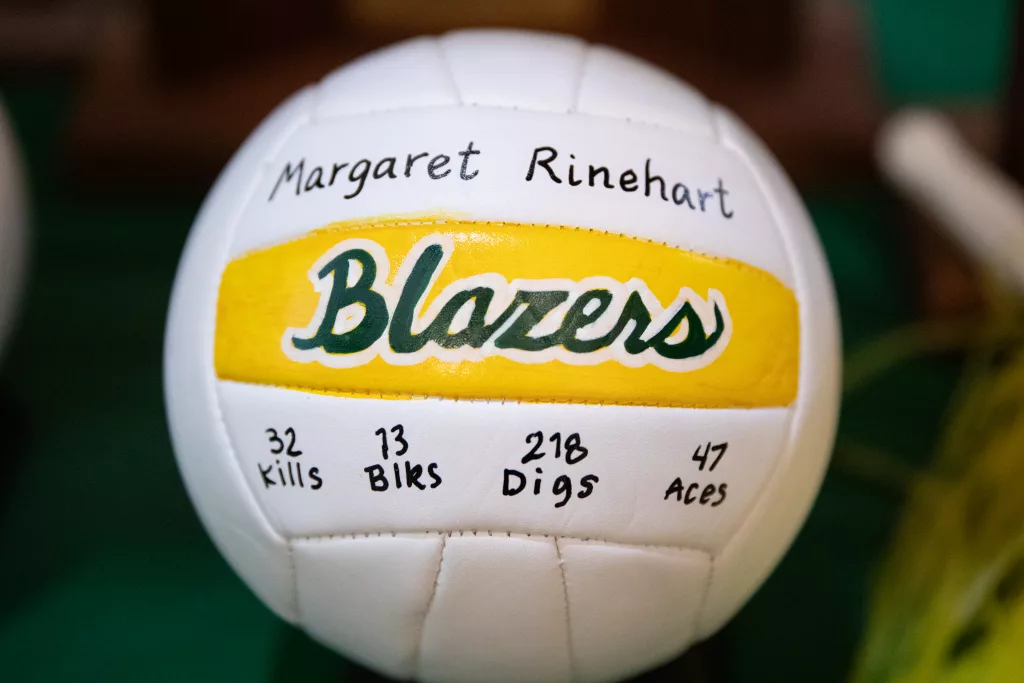 Margaret Rinehart
Blazers
32 13 218 47
Kills Blks Digs Aces